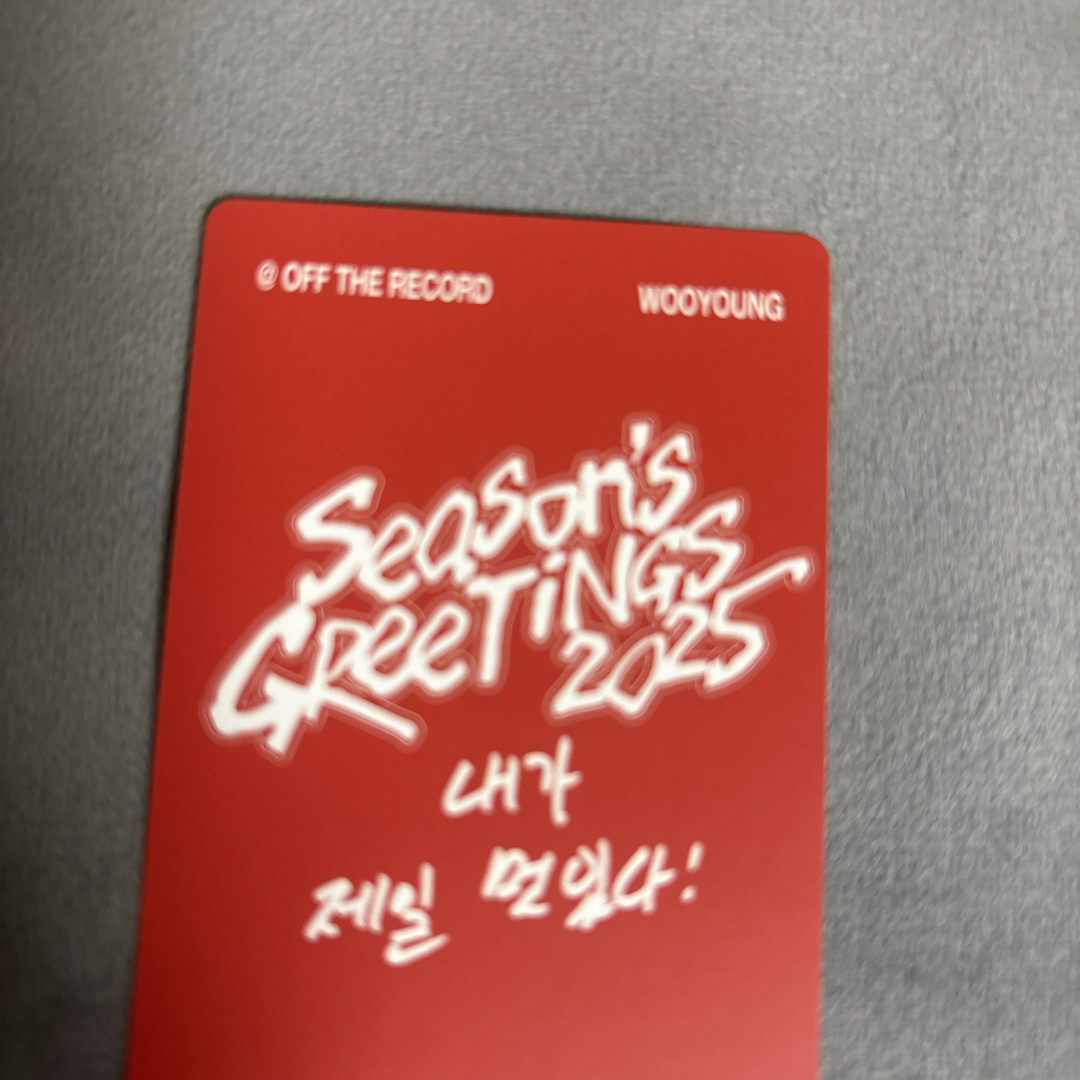 @ OFF THE RECORD
WOOYOUNG
Season's
GReeTiNGS
2025
내가
제일 멋있다!